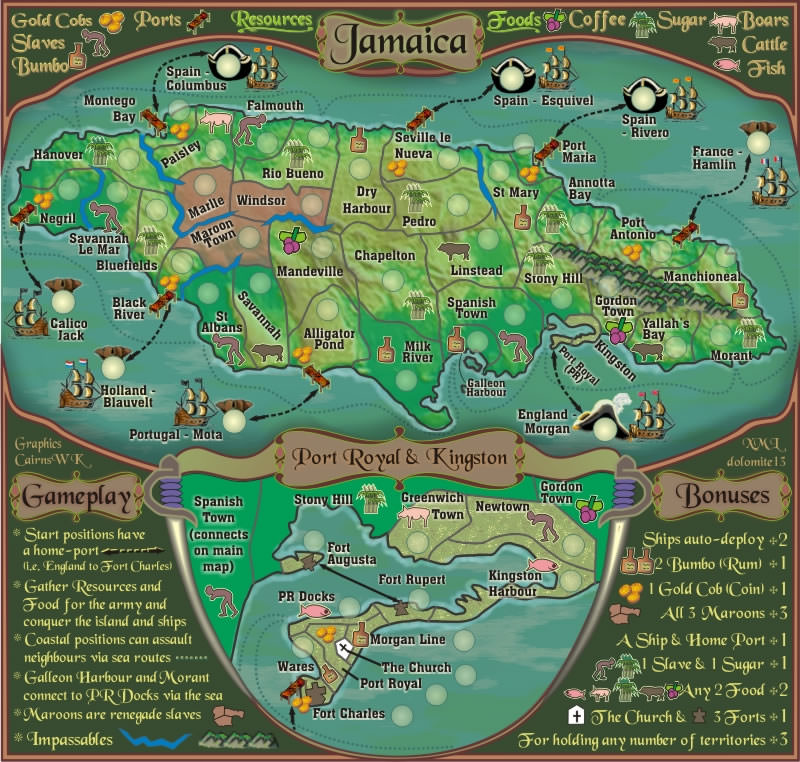 Gold Cobs
Ports
Resources
Jamaica
Foods
Coffee
Sugar
Boars
Slaves
Cattle
Bumbo
Fish
Spain -
Columbus
Spain - Esquivel
Spain
- Rivero
France -
Hamlin
Montego
Bay
Falmouth
Seville le
Nueva
Port
Maria
Hanover
Paisley
Rio Bueno
St Mary
Annotta
Bay
Dry
Harbour
Pedro
Marlie
Windsor
Negril
Savannah
Le Mar
Maroon
Town
Port
Antonio
Bluefields
Mandeville
Chapelton
Linstead
Stony Hill
Manchioneal
Calico
Jack
Black
River
St
Albans
Savannah
Alligator
Pond
Spanish
Town
Gordon
Town
Yallah's
Bay
Morant
Milk
River
Galleon
Harbour
Port Royal
(PR)
Kingston
Holland -
Blauvelt
Portugal - Mota
England -
Morgan
Graphics
CairnsWK
XML
dolomite13
Port Royal & Kingston
Gameplay
* Start positions have
a home-port
(i.e. England to Fort Charles)
* Gather Resources and
Food for the army and
conquer the island and ships
* Coastal positions can assault
neighbours via sea routes
* Galleon Harbour and Morant
connect to PR Docks via the sea
* Maroons are renegade slaves
* Impassables
Spanish
Town
(connects
on main
map)
Stony Hill
Greenwich
Town
Newtown
Gordon
Town
Fort
Augusta
Fort Rupert
Kingston
Harbour
PR Docks
Morgan Line
The Church
Wares
Port Royal
Fort Charles
Bonuses
Ships auto-deploy +2
2 Bumbo (Rum) +1
1 Gold Cob (Coin) +1
All 3 Maroons +3
A Ship & Home Port +1
1 Slave & 1 Sugar +1
Any 2 Food +2
The Church & 3 Forts +1
For holding any number of territories +3